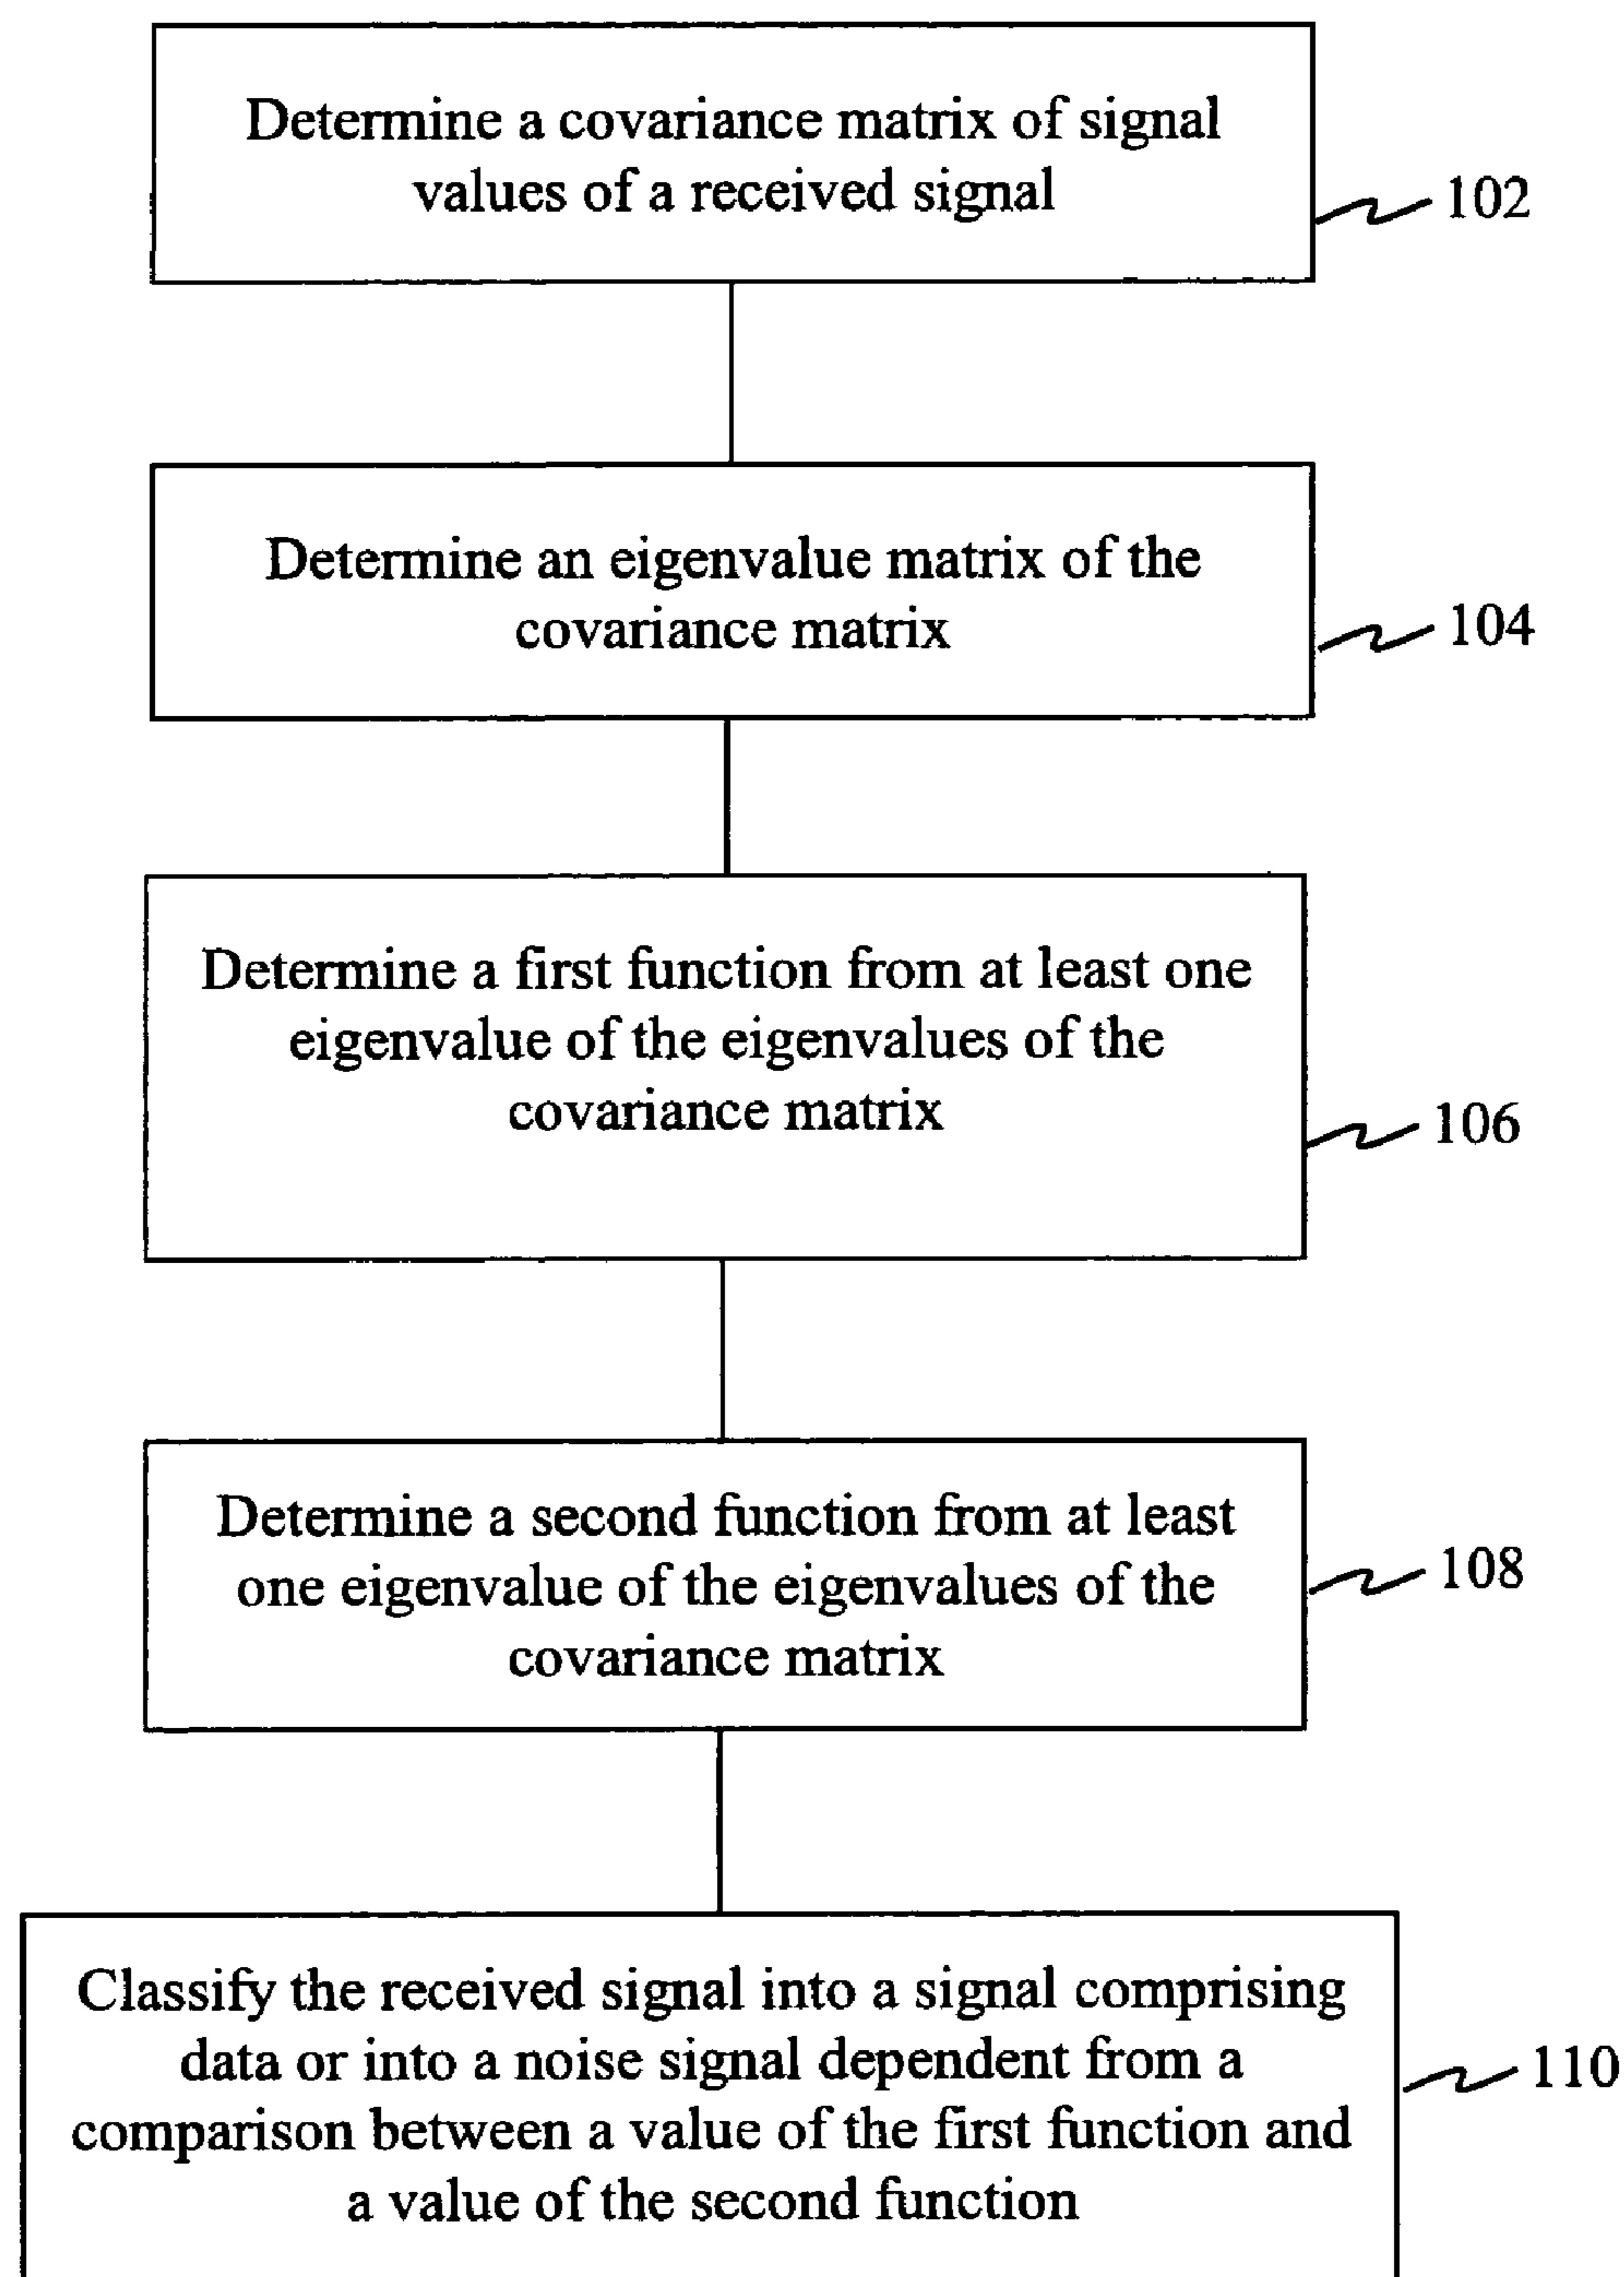 Determine a covariance matrix of signal
values of a received signal
102
Determine an eigenvalue matrix of the
covariance matrix
104
Determine a first function from at least one
eigenvalue of the eigenvalues of the
covariance matrix
106
Determine a second function from at least
one eigenvalue of the eigenvalues of the
covariance matrix
108
Classify the received signal into a signal comprising
data or into a noise signal dependent from a
comparison between a value of the first function and
a value of the second function
110